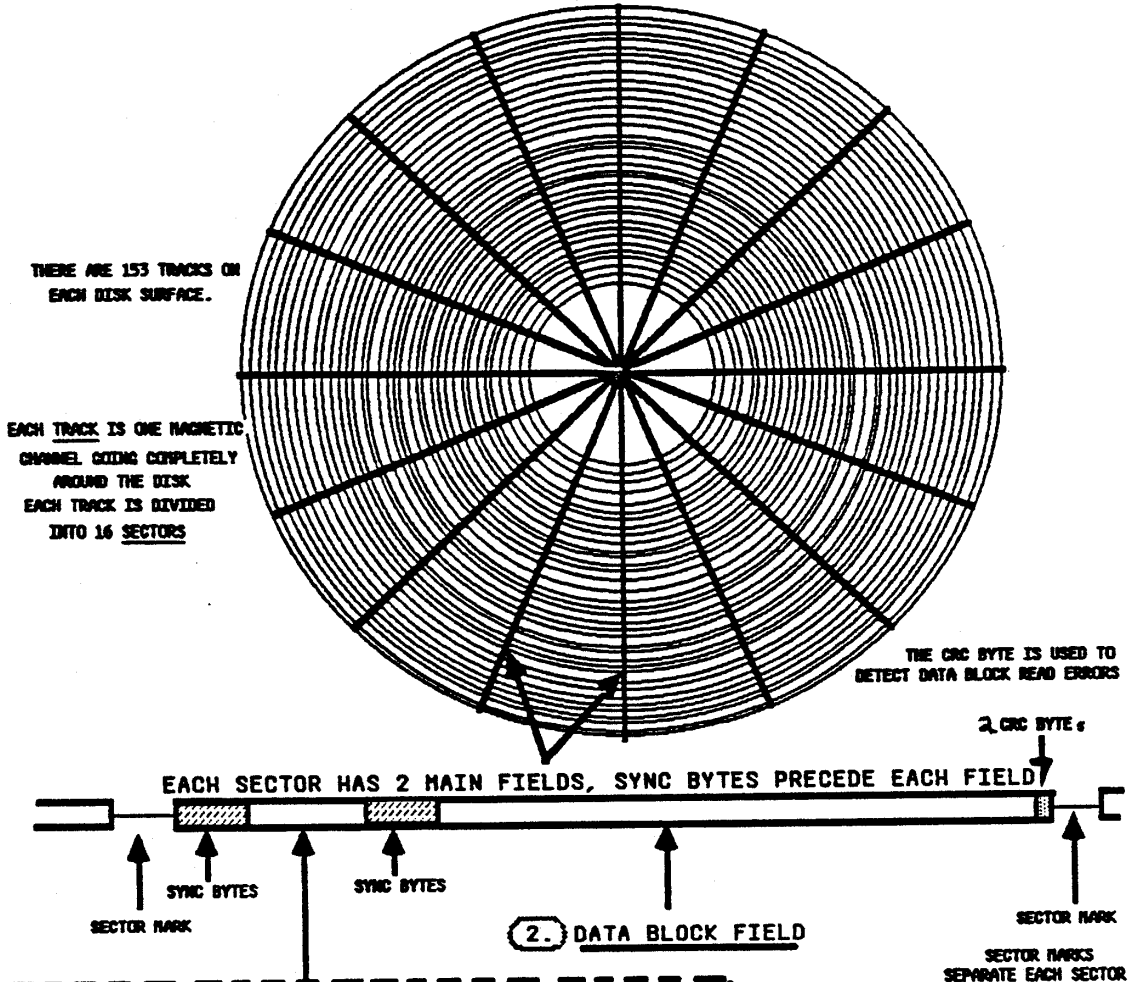 THERE ARE 153 TRACKS ON
EACH DISK SURFACE.
EACH TRACK IS ONE MAGNETIC
CHANNEL GOING COMPLETELY
AROUND THE DISK
EACH TRACK IS DIVIDED
INTO 16 SECTORS
THE CRC BYTE IS USED TO
DETECT DATA BLOCK READ ERRORS
2 CRC BYTES
EACH SECTOR HAS 2 MAIN FIELDS, SYNC BYTES PRECEDE EACH FIELD
SYNC BYTES
SYNC BYTES
SECTOR MARK
2. DATA BLOCK FIELD
SECTOR MARK
SECTOR MARKS
SEPARATE EACH SECTOR